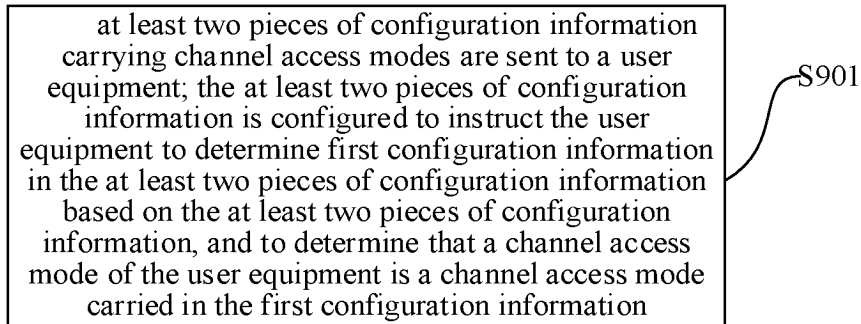 at least two pieces of configuration information
carrying channel access modes are sent to a user
equipment; the at least two pieces of configuration
information is configured to instruct the user
equipment to determine first configuration information
in the at least two pieces of configuration information
based on the at least two pieces of configuration
information, and to determine that a channel access
mode of the user equipment is a channel access mode
carried in the first configuration information
S901